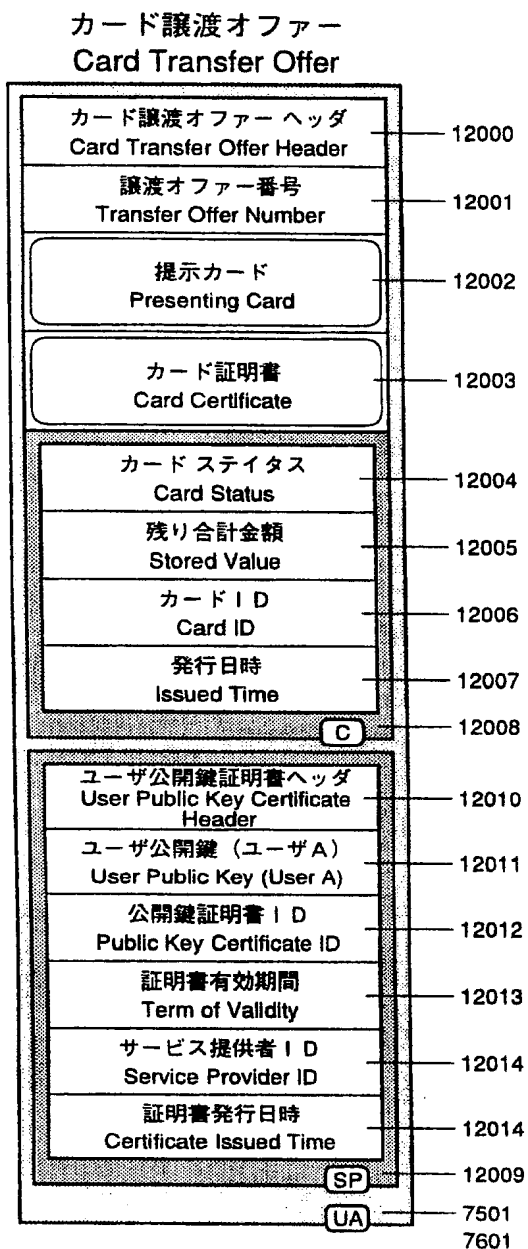 カード譲渡オファー
Card Transfer Offer
カード譲渡オファー ヘッダ
Card Transfer Offer Header
12000
譲渡オファー番号
Transfer Offer Number
12001
提示カード
Presenting Card
12002
カード証明書
Card Certificate
12003
カード ステイタス
Card Status
12004
残り合計金額
Stored Value
12005
カードID
Card ID
12006
発行日時
Issued Time
12007
C
12008
ユーザ公開鍵証明書ヘッダ
User Public Key Certificate
Header
12010
ユーザ公開鍵（ユーザA）
User Public Key (User A)
12011
公開鍵証明書ID
Public Key Certificate ID
12012
証明書有効期間
Term of Validity
12013
サービス提供者ID
Service Provider ID
12014
証明書発行日時
Certificate Issued Time
12014
SP
12009
UA
7501
7601